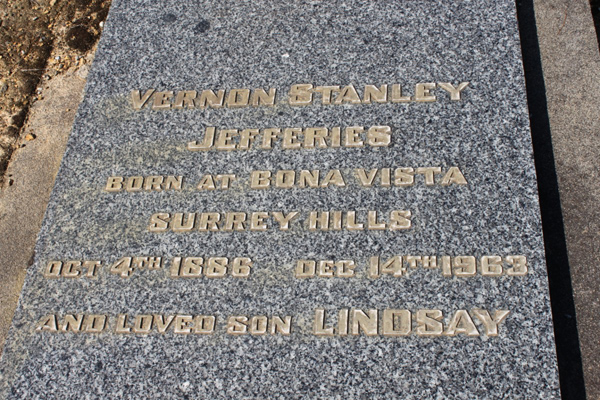 VERNON STANLEY
JEFFERIES
BORN AT BONA VISTA
SURREY HILLS
OCT 4TH 1886 DEC 14TH 1963
AND LOVED SON LINDSAY